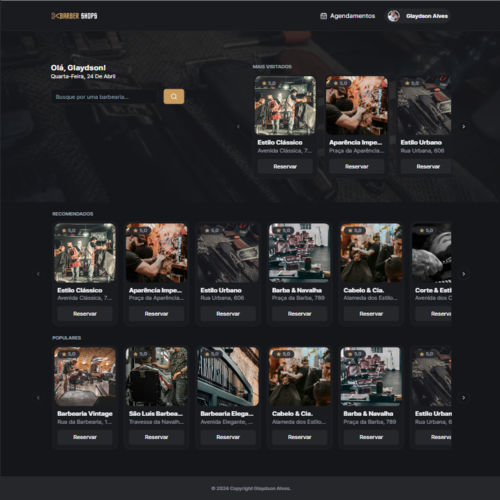 BARBER SHOPS
Agendamentos
Glaydson Alves
Olá, Glaydson!
Quarta-Feira, 24 De Abril
Busque por uma barbearia...
MAIS VISITADOS
5,0
5,0
5,0
Estilo Clássico
Aparência Impe...
Estilo Urbano
Avenida Clássica, 7...
Praça da Aparência...
Rua Urbana, 606
Reservar
Reservar
Reservar
RECOMENDADOS
5,0
5,0
5,0
5,0
5,0
5,0
Estilo Clássico
Aparência Impe...
Estilo Urbano
Barba & Navalha
Cabelo & Cia.
Corte & Estil
Avenida Clássica, 7...
Praça da Aparência...
Rua Urbana, 606
Praça da Barba, 789
Alameda dos Estilo...
Avenida dos C
Reservar
Reservar
Reservar
Reservar
Reservar
Reserva
POPULARES
5,0
5,0
5,0
5,0
5,0
5,0
Barbearia Vintage
São Luís Barbea...
Barbearia Elega...
Cabelo & Cia.
Barba & Navalha
Estilo Urban
Rua da Barbearia, 1...
Travessa da Navalh...
Avenida Elegante, ...
Alameda dos Estilo...
Praça da Barba, 789
Rua Urbana, 6
Reservar
Reservar
Reservar
Reservar
Reservar
Reserva
© 2024 Copyright Glaydson Alves.